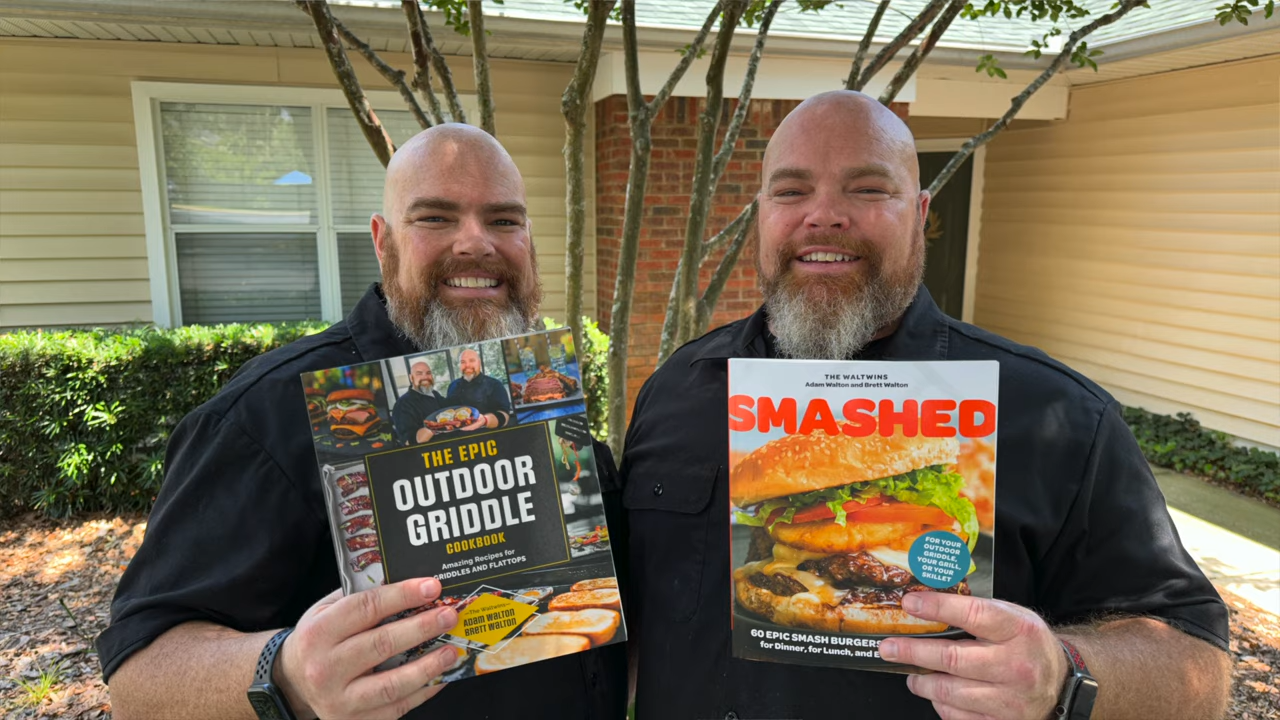 THE EPIC
OUTDOOR
GRIDDLE
COOKBOOK
Amazing Recipes for
GRIDDLES AND FLATTOPS
The Waltwins
ADAM WALTON
BRETT WALTON
THE WALTWINS
Adam Walton and Brett Walton
SMASHED
FOR YOUR
OUTDOOR
GRIDDLE,
YOUR GRILL,
OR YOUR
SKILLET
60 EPIC SMASH BURGERS
for Dinner, for Lunch, and